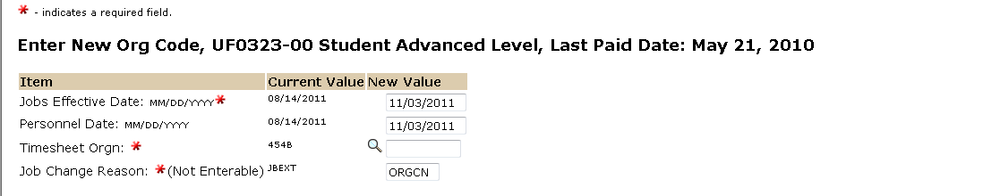 * - indicates a required field.
Enter New Org Code, UF0323-00 Student Advanced Level, Last Paid Date: May 21, 2010
Item Current Value New Value
Jobs Effective Date: MM/DD/YYYY* 08/14/2011 11/03/2011
Personnel Date: MM/DD/YYYY 08/14/2011 11/03/2011
Timesheet Orgn: * 454B
Job Change Reason: *(Not Enterable) JBEXT ORGCN